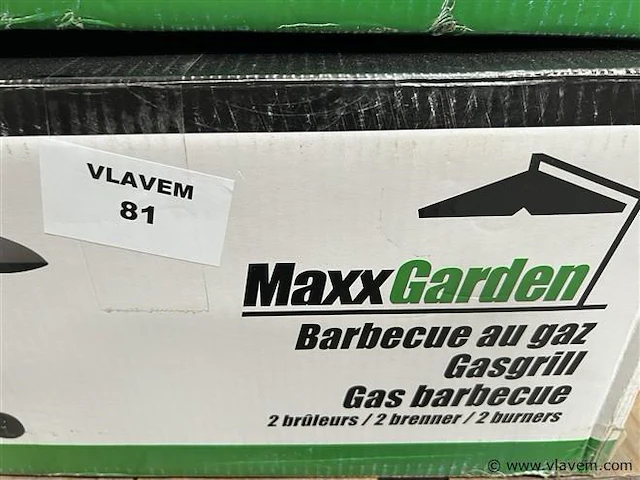 VLAVEM
81
MaxxGarden
Barbecue au gaz
Gasgrill
Gas barbecue
2 brûleurs / 2 brenner / 2 burners
© www.vlavem.com